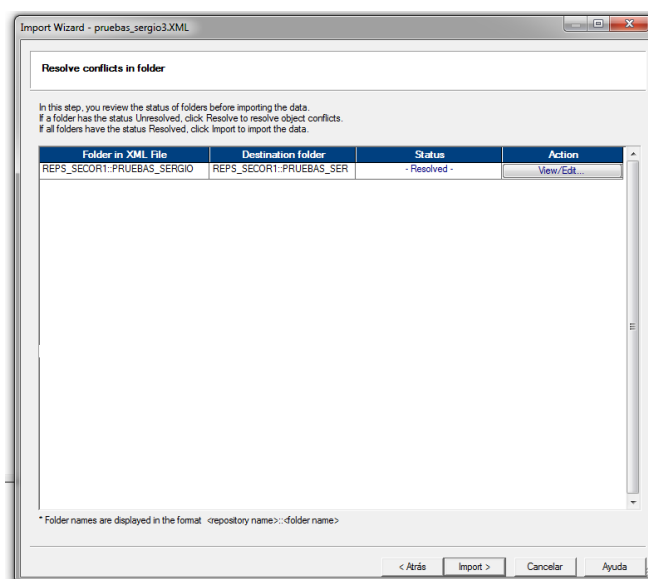 Import Wizard - pruebas_sergio3.XML
Resolve conflicts in folder
In this step, you review the status of folders before importing the data.
If a folder has the status Unresolved, click Resolve to resolve object conflicts.
If all folders have the status Resolved, click Import to import the data.
Folder in XML File Destination folder Status Action
REPS_SECOR1::PRUEBAS_SERGIO REPS_SECOR1::PRUEBAS_SER - Resolved - View/Edit...
* Folder names are displayed in the format <repository name>::<folder name>
< Atrás Import > Cancelar Ayuda